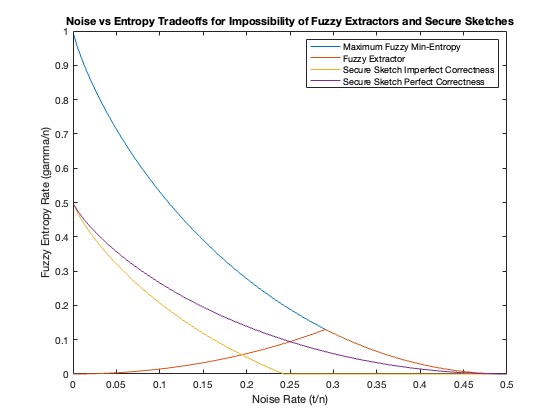 Noise vs Entropy Tradeoffs for Impossibility of Fuzzy Extractors and Secure Sketches
Maximum Fuzzy Min-Entropy
Fuzzy Extractor
Secure Sketch Imperfect Correctness
Secure Sketch Perfect Correctness
Fuzzy Entropy Rate (gamma/n)
1
0.9
0.8
0.7
0.6
0.5
0.4
0.3
0.2
0.1
0
0 0.05 0.1 0.15 0.2 0.25 0.3 0.35 0.4 0.45 0.5
Noise Rate (t/n)